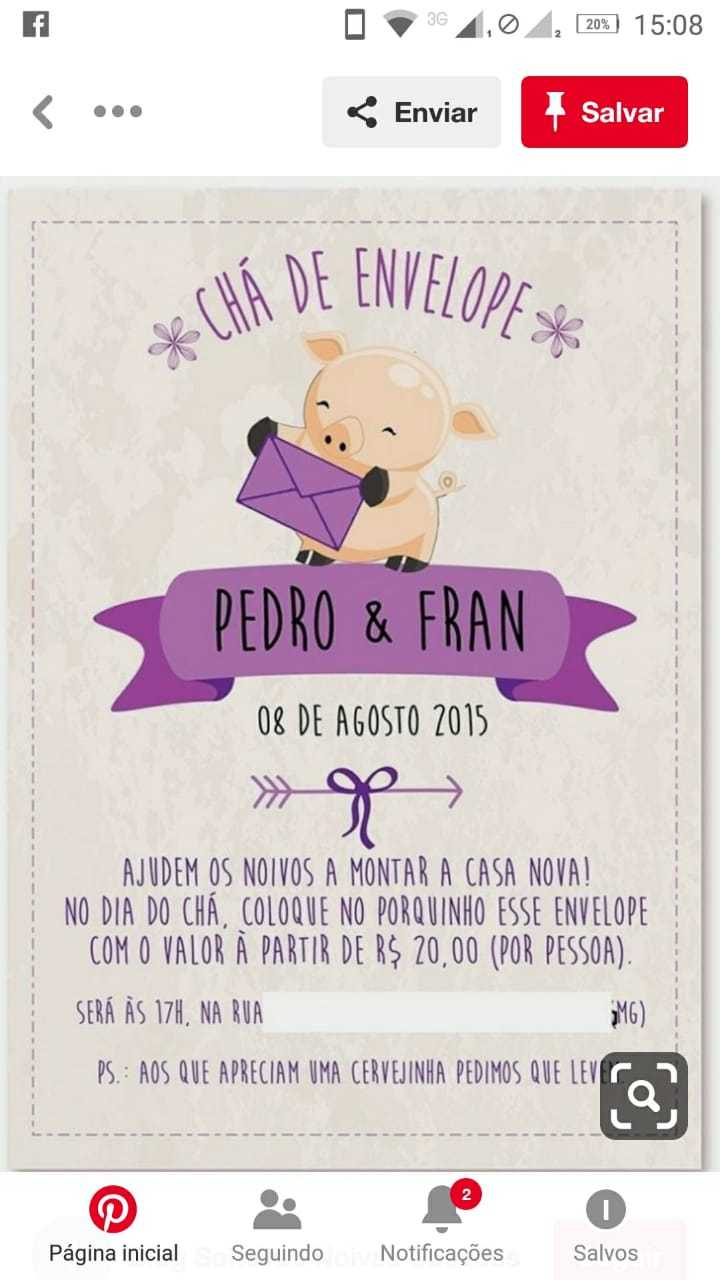 3G 1 2 20% 15:08
Enviar Salvar
CHÁ DE ENVELOPE
PEDRO & FRAN
08 DE AGOSTO 2015
AJUDEM OS NOIVOS A MONTAR A CASA NOVA!
NO DIA DO CHÁ, COLOQUE NO PORQUINHO ESSE ENVELOPE
COM O VALOR À PARTIR DE R$ 20,00 (POR PESSOA).
SERÁ ÀS 17H, NA RUA MG)
PS.: AOS QUE APRECIAM UMA CERVEJINHA PEDIMOS QUE LEVEM.
2
Página inicial Seguindo Notificações Salvos